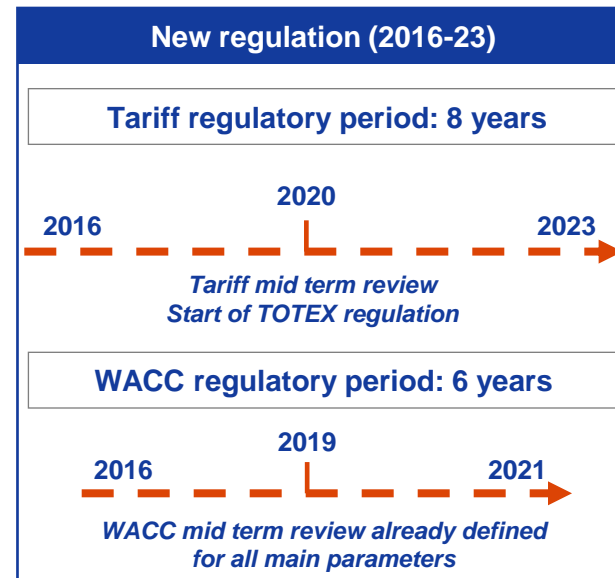 New regulation (2016-23)
Tariff regulatory period: 8 years
2020
2016
2023
Tariff mid term review
Start of TOTEX regulation
WACC regulatory period: 6 years
2019
2016
2021
WACC mid term review already defined
for all main parameters